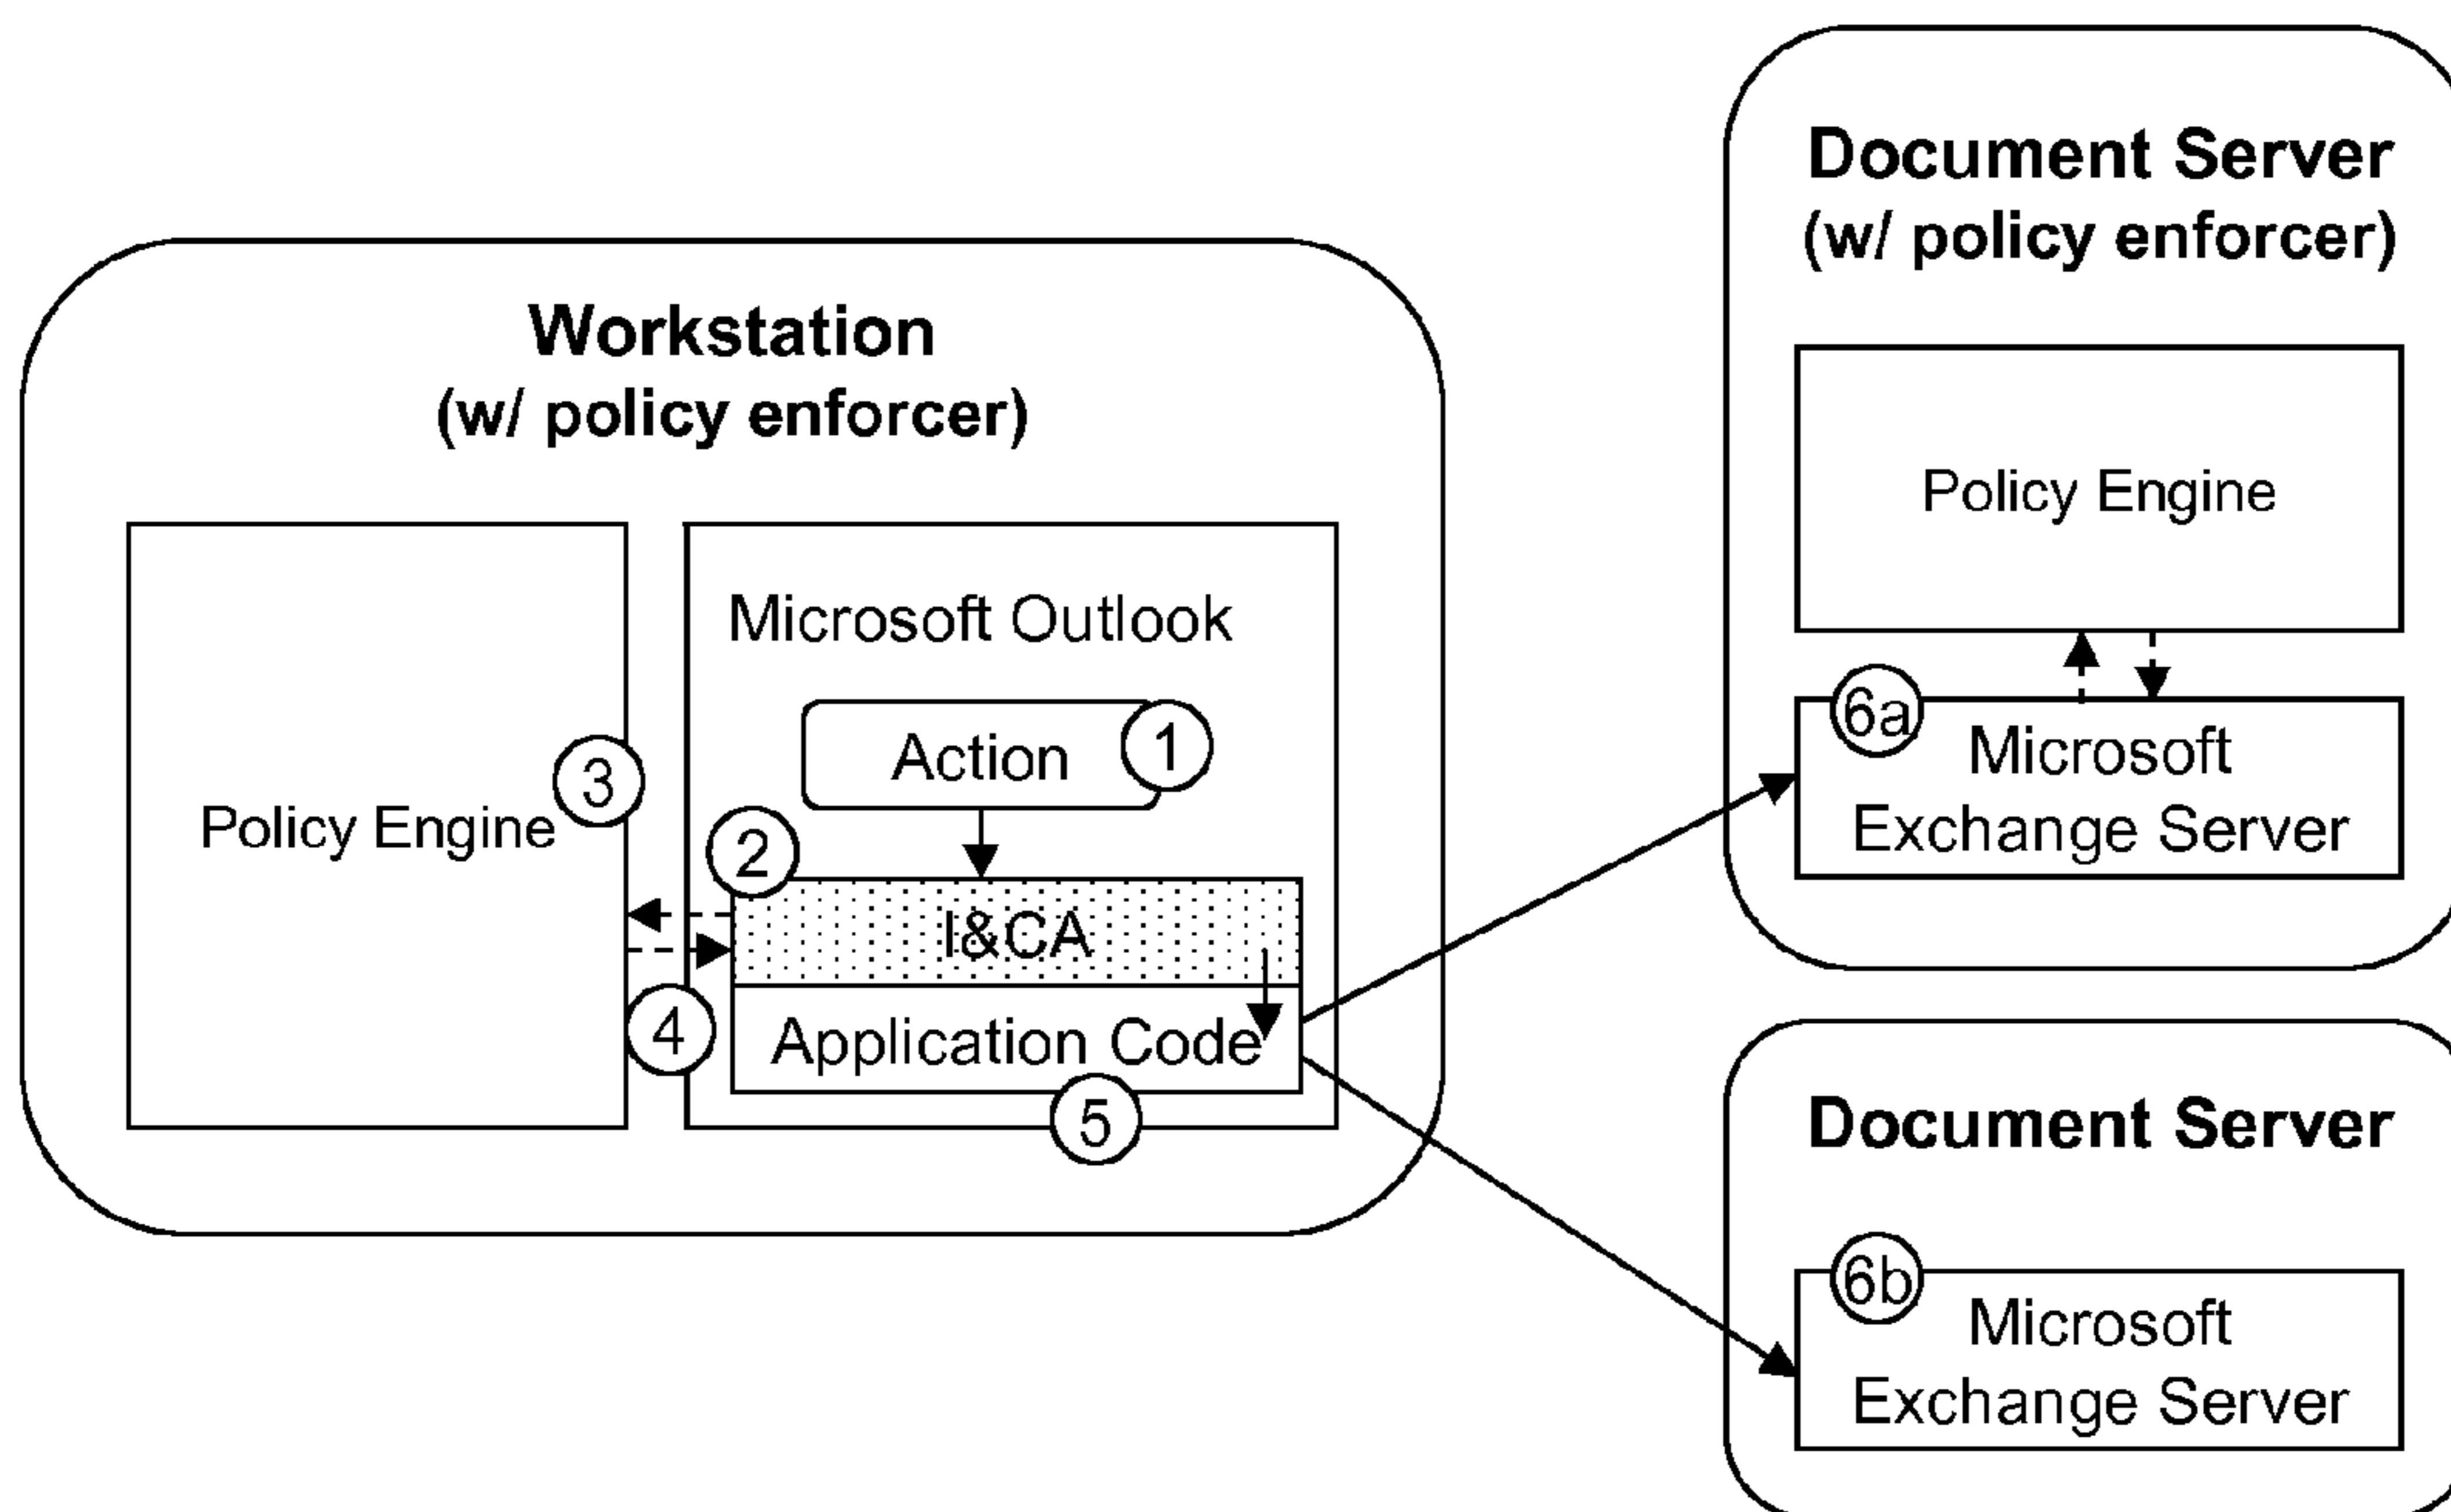 Workstation
(w/ policy enforcer)
Policy Engine
3
Microsoft Outlook
Action
1
2
I&CA
4
Application Code
5
Document Server
(w/ policy enforcer)
Policy Engine
6a
Microsoft
Exchange Server
Document Server
6b
Microsoft
Exchange Server